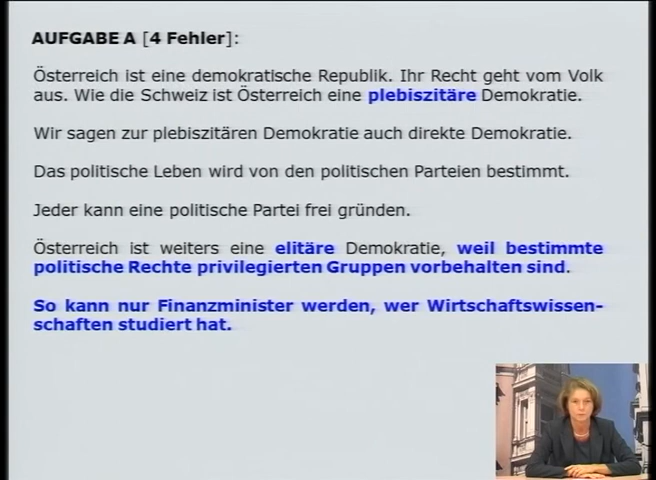 AUFGABE A [4 Fehler]:
Österreich ist eine demokratische Republik. Ihr Recht geht vom Volk
aus. Wie die Schweiz ist Österreich eine plebiszitäre Demokratie.
Wir sagen zur plebiszitären Demokratie auch direkte Demokratie.
Das politische Leben wird von den politischen Parteien bestimmt.
Jeder kann eine politische Partei frei gründen.
Österreich ist weiters eine elitäre Demokratie, weil bestimmte
politische Rechte privilegierten Gruppen vorbehalten sind.
So kann nur Finanzminister werden, wer Wirtschaftswissen-
schaften studiert hat.